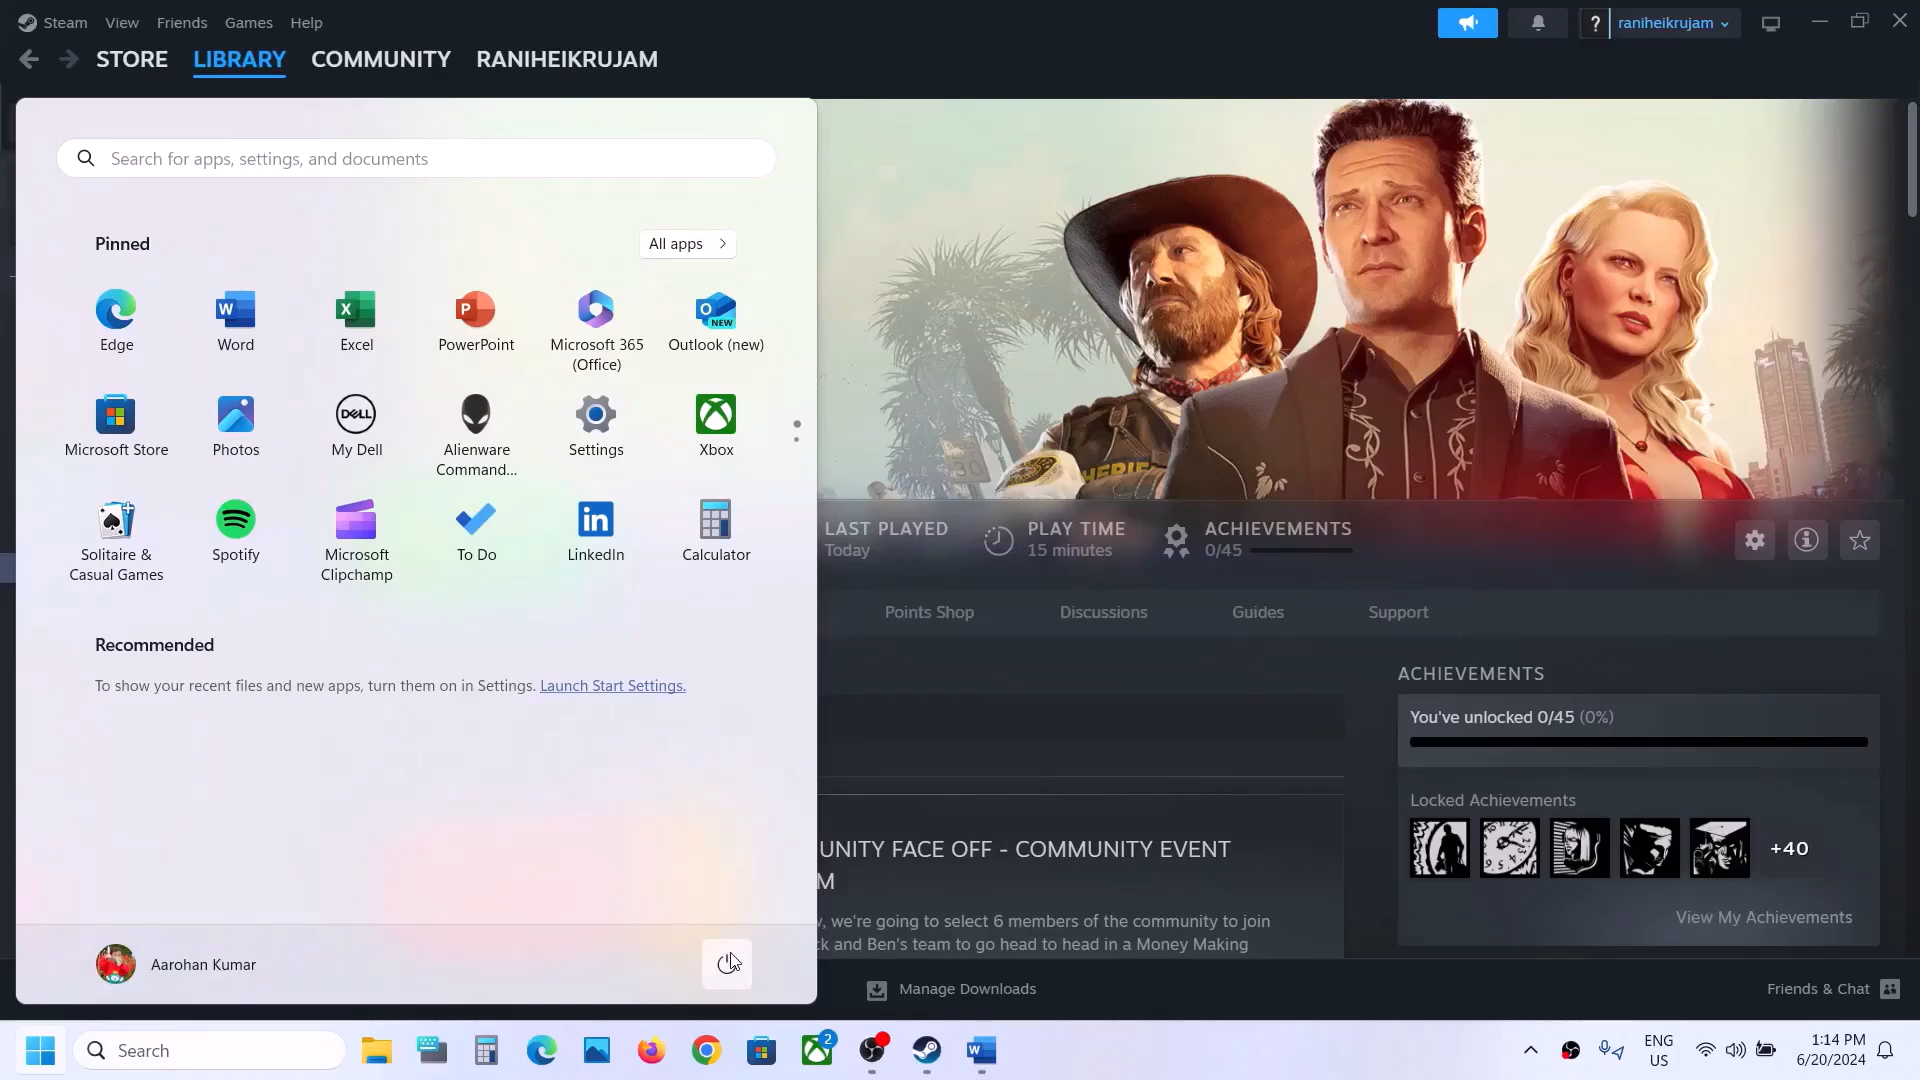 Steam View Friends Games Help
? raniheikrujam
STORE LIBRARY COMMUNITY RANIHEIKRUJAM
Search for apps, settings, and documents
Pinned
All apps
Edge
Word
Excel
PowerPoint
Microsoft 365
(Office)
Outlook (new)
Microsoft Store
Photos
My Dell
Alienware
Command...
Settings
Xbox
Solitaire &
Casual Games
Spotify
Microsoft
Clipchamp
To Do
LinkedIn
Calculator
Recommended
To show your recent files and new apps, turn them on in Settings. Launch Start Settings.
Aarohan Kumar
LAST PLAYED
Today
PLAY TIME
15 minutes
ACHIEVEMENTS
0/45
Points Shop Discussions Guides Support
ACHIEVEMENTS
You've unlocked 0/45 (0%)
Locked Achievements
+40
View My Achievements
UNITY FACE OFF - COMMUNITY EVENT
M
, we're going to select 6 members of the community to join
ck and Ben's team to go head to head in a Money Making
Manage Downloads
Friends & Chat
Search
2
ENG
US
1:14 PM
6/20/2024